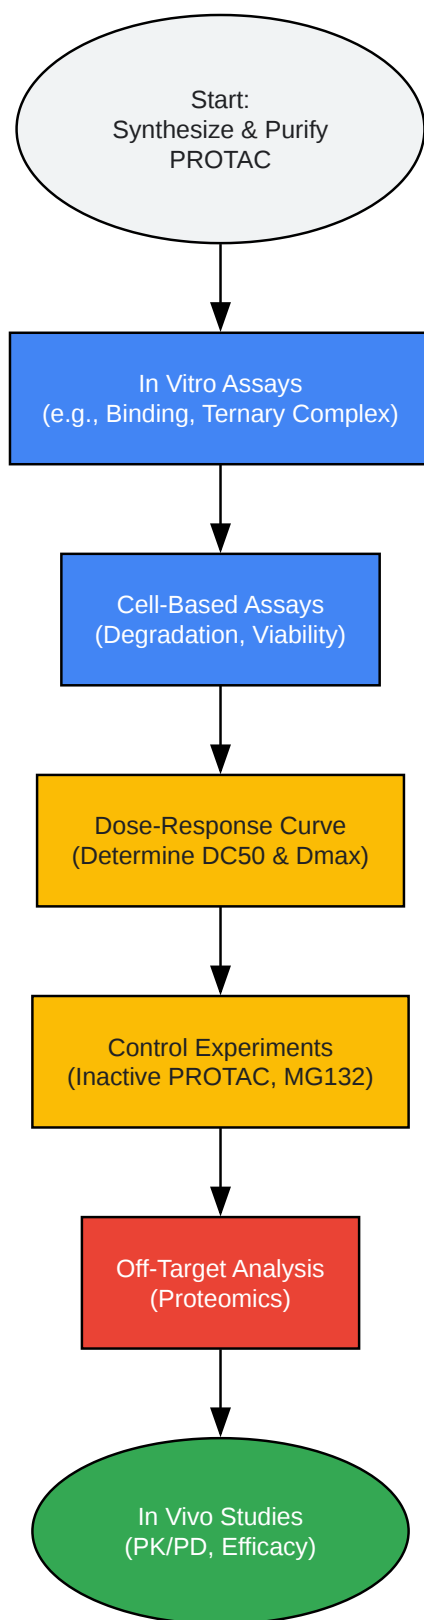 Start:
Synthesize & Purify
PROTAC
In Vitro Assays
(e.g., Binding, Ternary Complex)
Cell-Based Assays
(Degradation, Viability)
Dose-Response Curve
(Determine DC50 & Dmax)
Control Experiments
(Inactive PROTAC, MG132)
Off-Target Analysis
(Proteomics)
In Vivo Studies
(PK/PD, Efficacy)